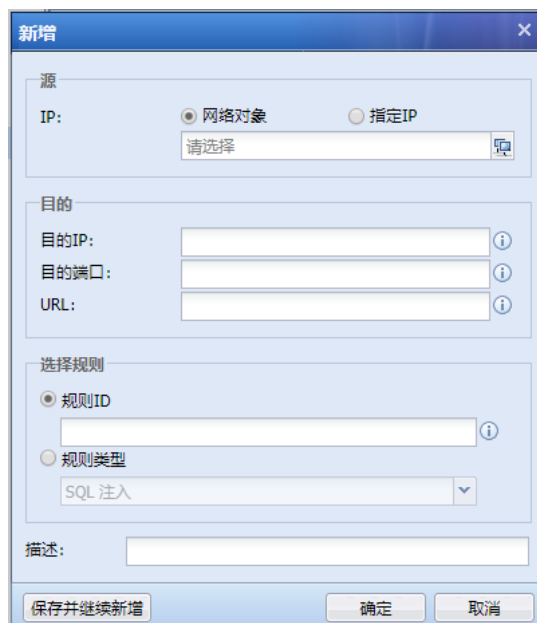 新增
源
IP: 网络对象 指定IP
请选择
目的
目的IP:
目的端口:
URL:
选择规则
规则ID
规则类型
SQL 注入
描述:
保存并继续新增 确定 取消